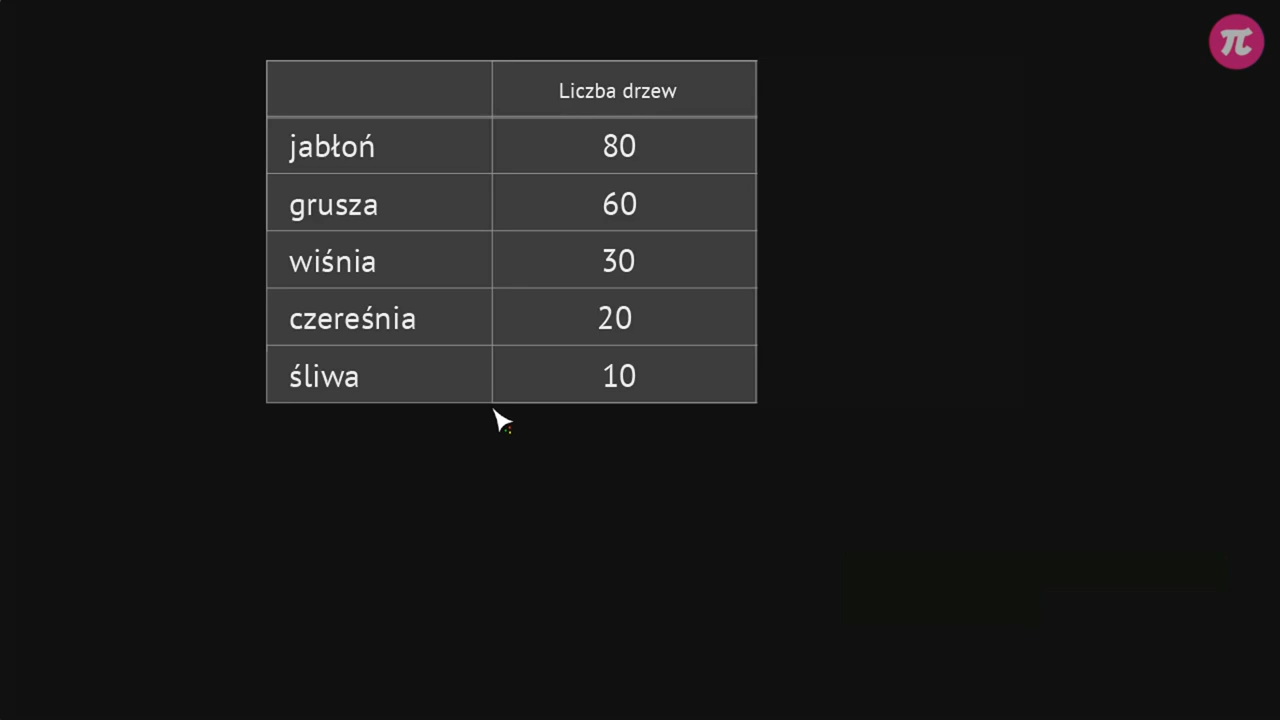 Liczba drzew
jabłoń 80
grusza 60
wiśnia 30
czereśnia 20
śliwa 10
π